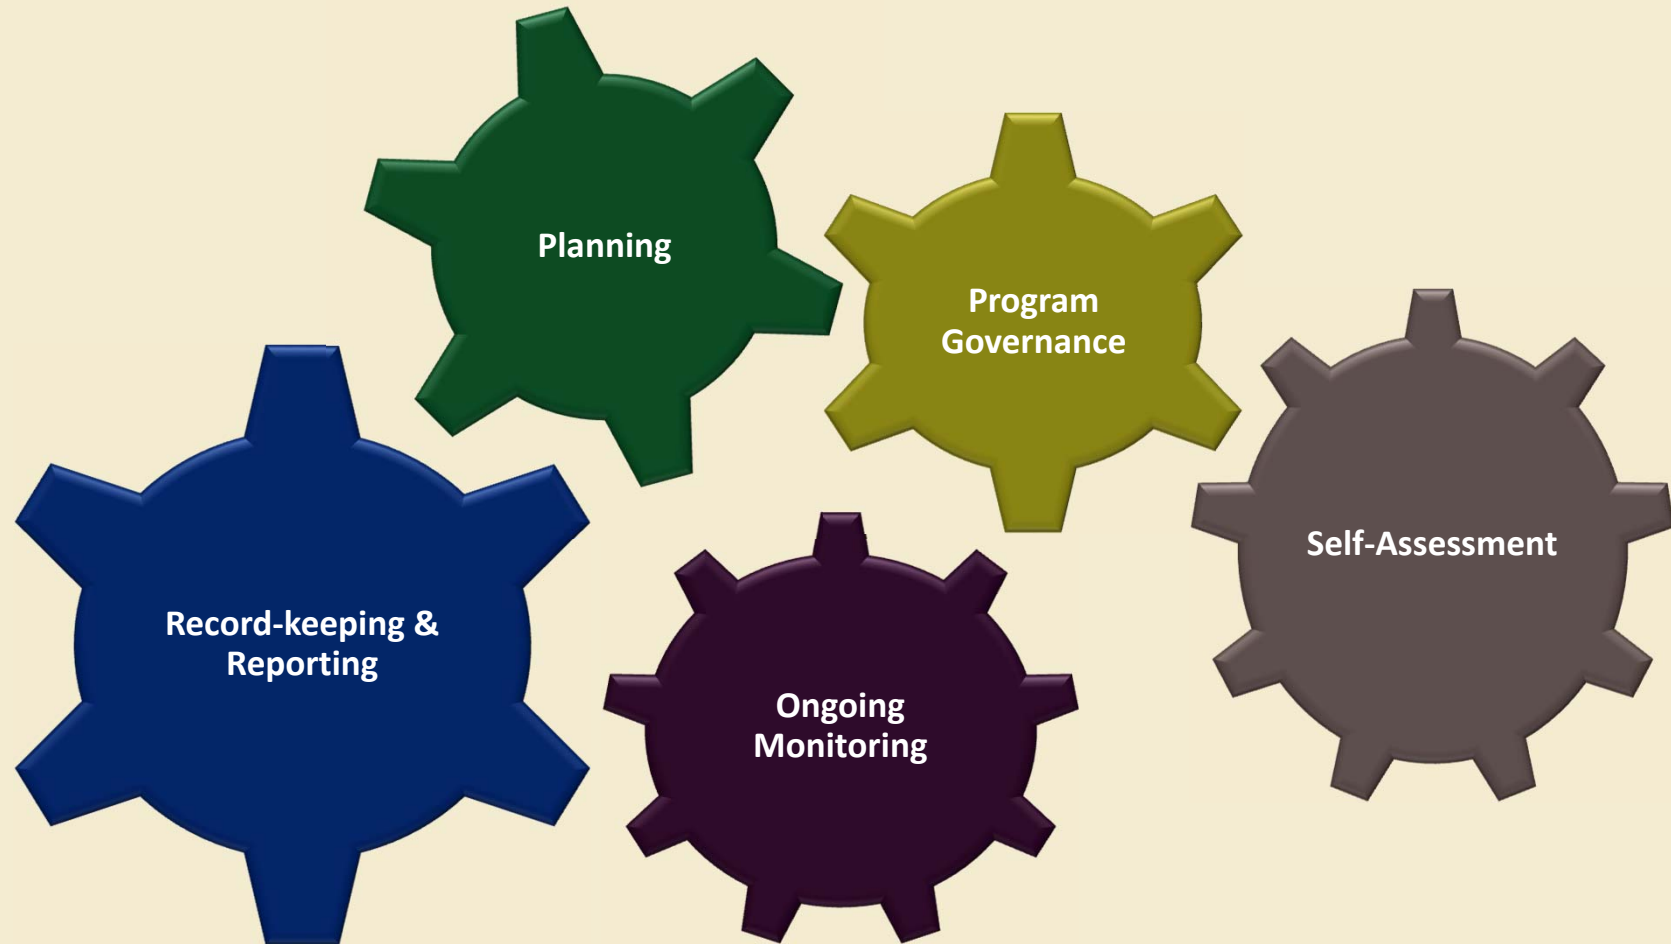 Planning
Program
Governance
Self-Assessment
Record-keeping &
Reporting
Ongoing
Monitoring